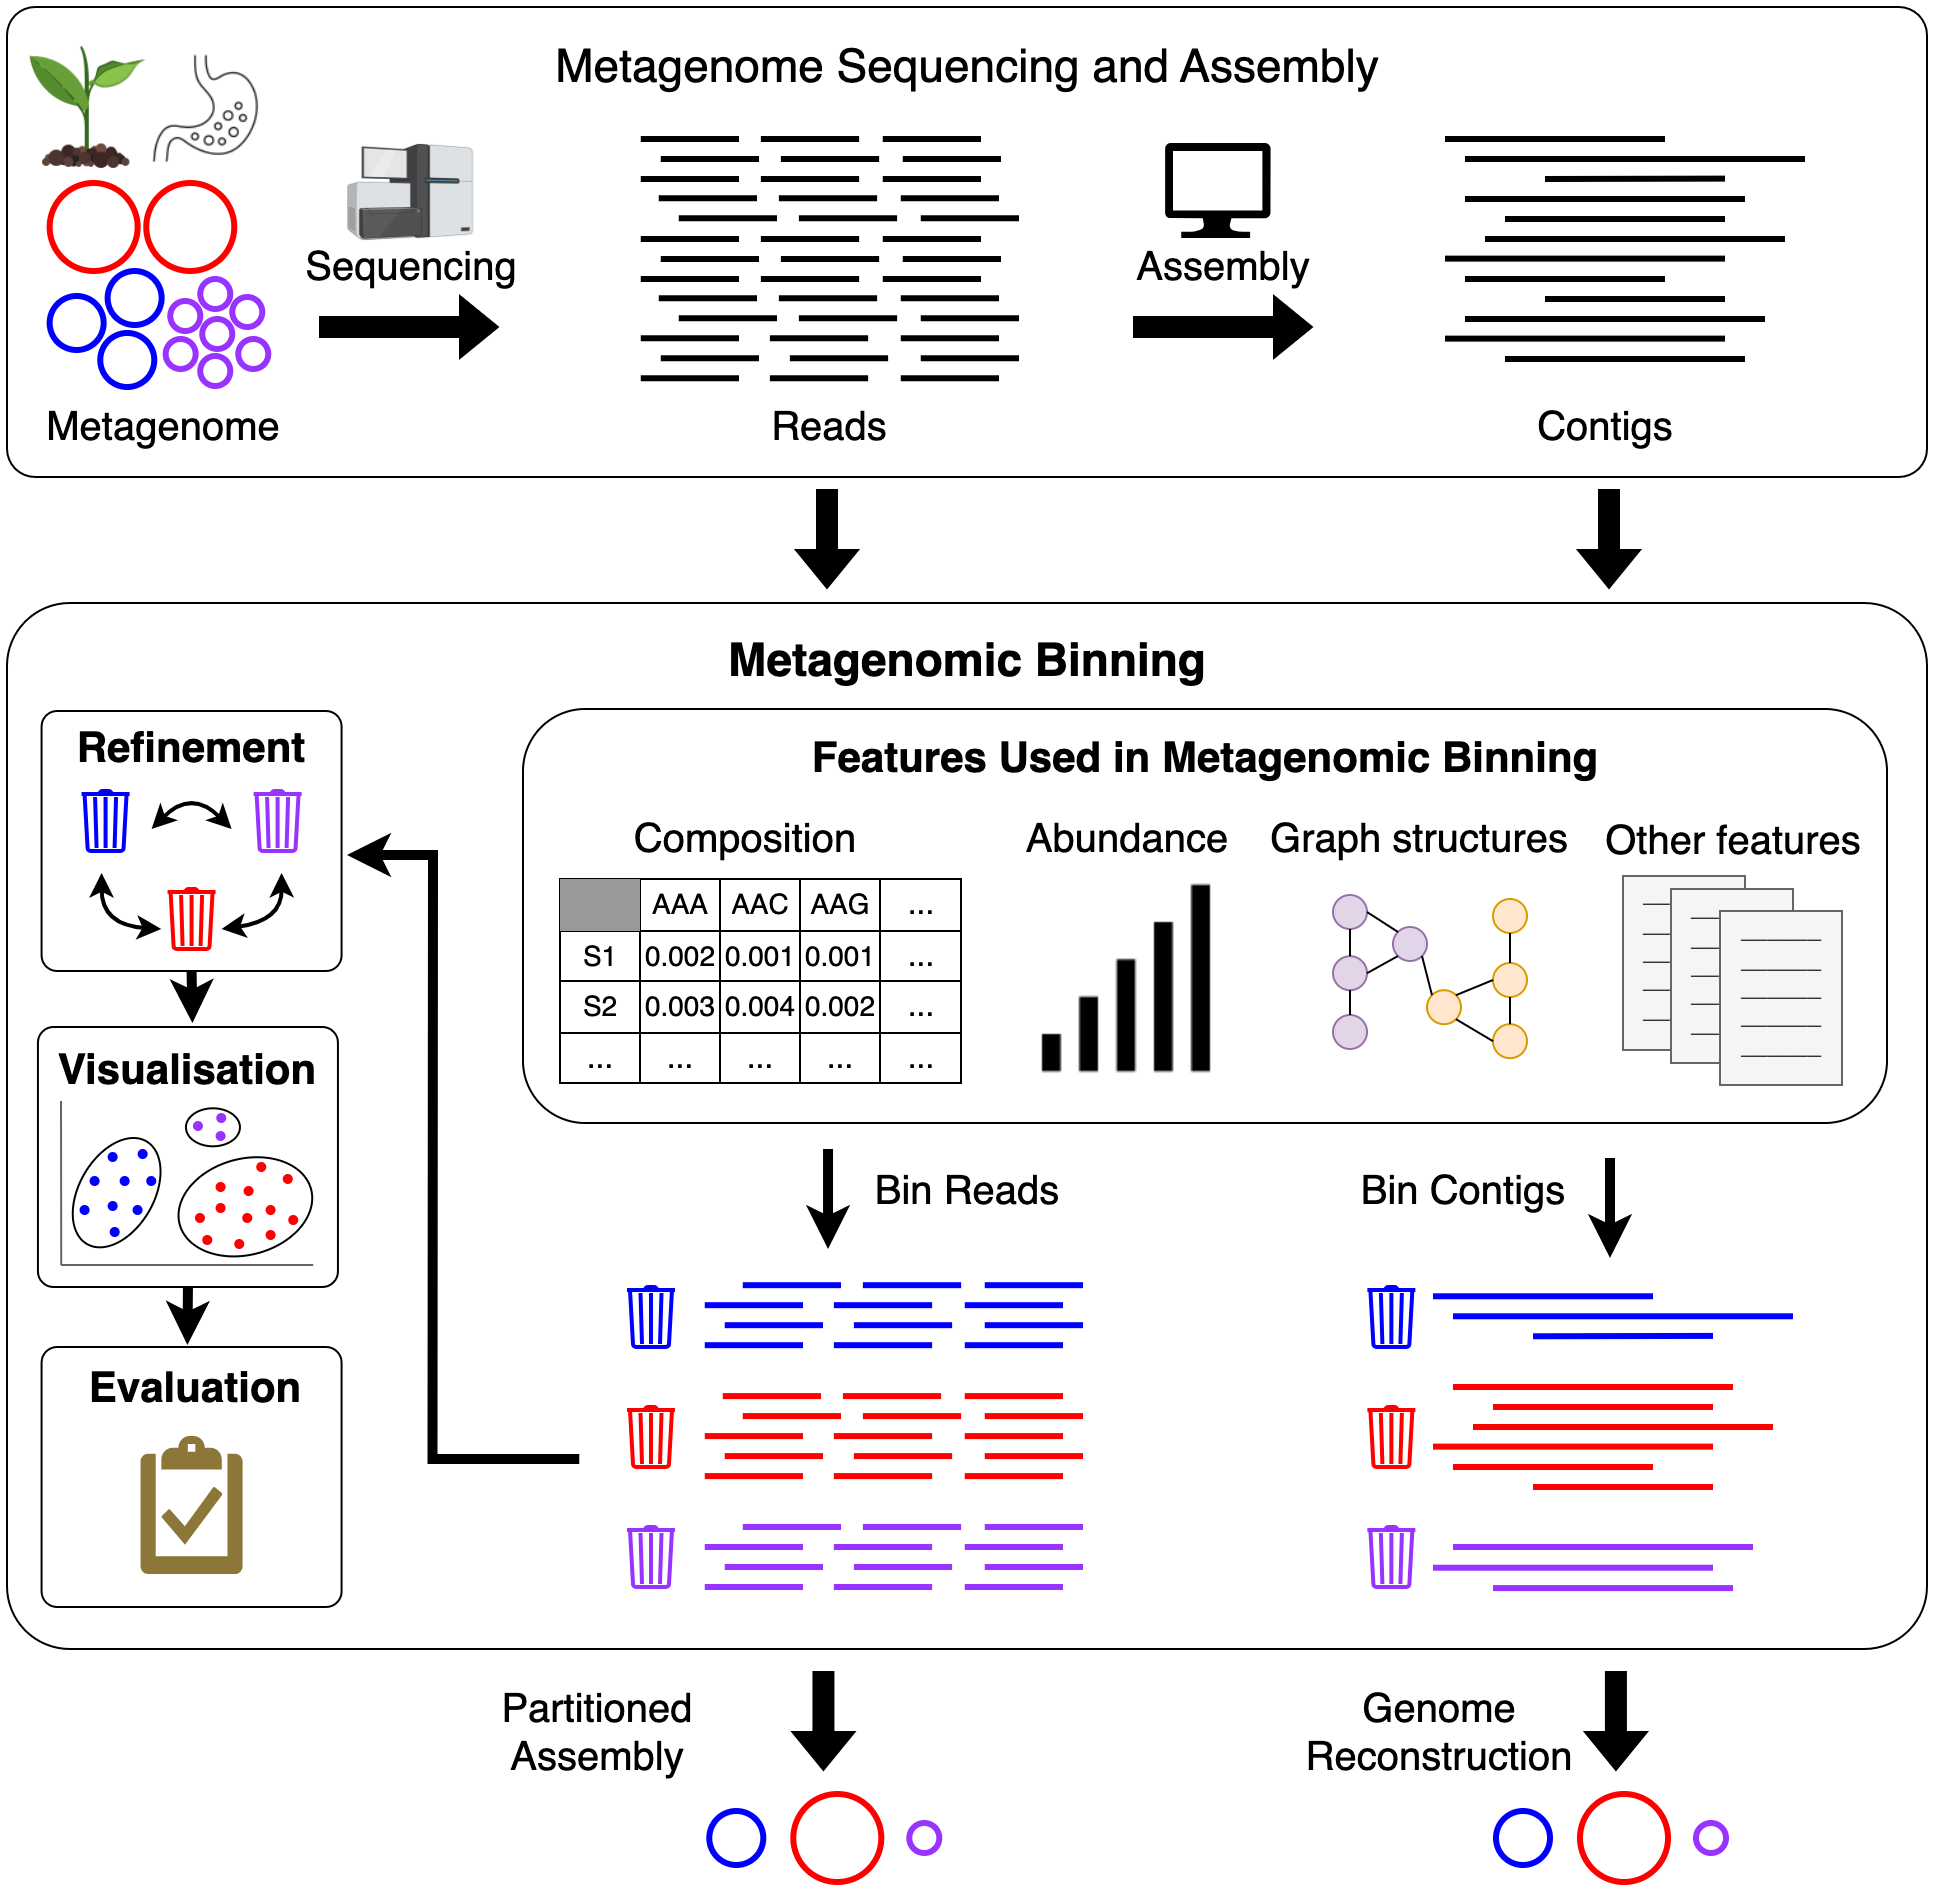 Metagenome Sequencing and Assembly
Sequencing
Assembly
Metagenome
Reads
Contigs
Metagenomic Binning
Refinement
Visualisation
Evaluation
Features Used in Metagenomic Binning
Composition
Abundance
Graph structures
Other features
AAA AAC AAG ...
S1 0.002 0.001 0.001 ...
S2 0.003 0.004 0.002 ...
... ... ... ... ...
Bin Reads
Bin Contigs
Partitioned
Assembly
Genome
Reconstruction